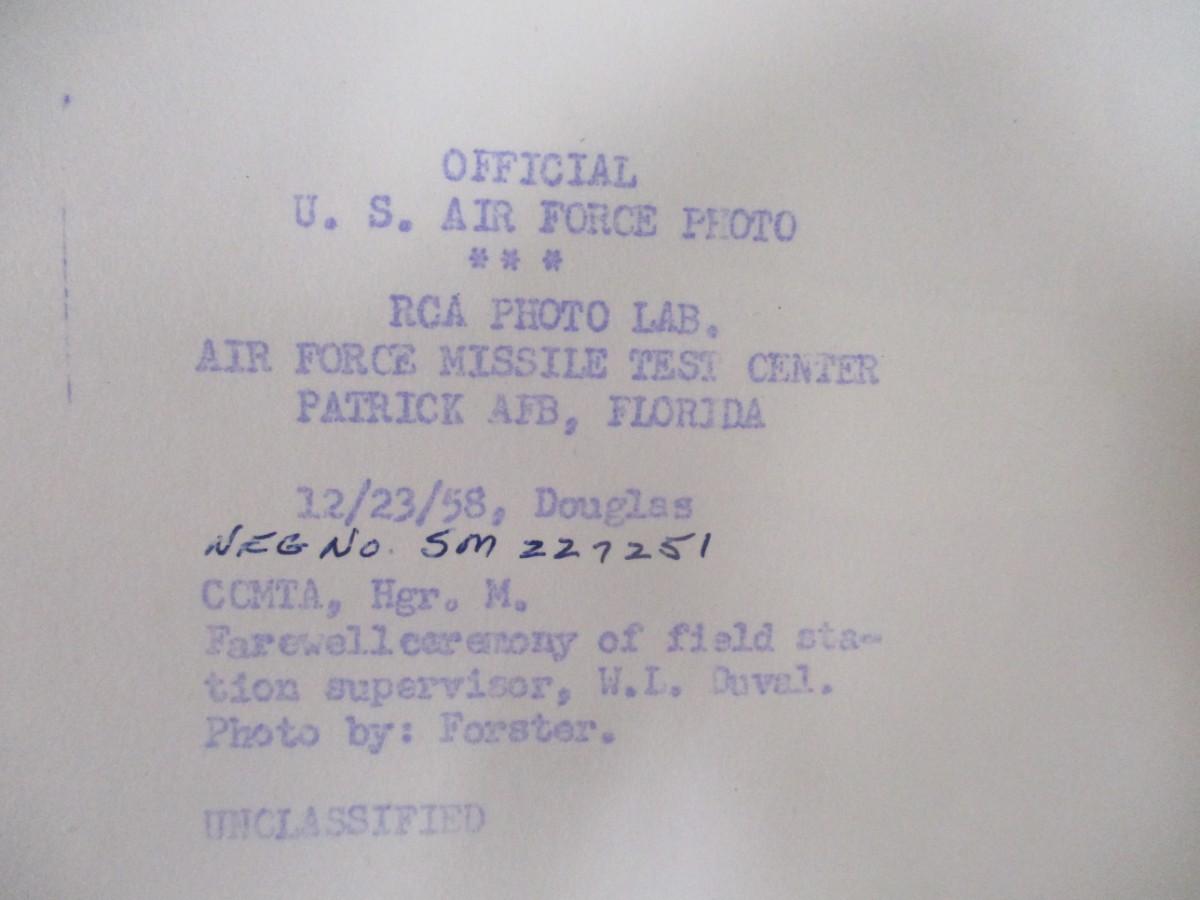 OFFICIAL
U. S. AIR FORCE PHOTO
** *
RCA PHOTO LAB.
AIR FORCE MISSILE TEST CENTER
PATRICK AFB, FLORIDA
12/23/58, Douglas
NEG NO. SM 227251
CCMTA, Hgr. M.
Farewellceremony of field sta-
tion supervisor, W.L. Duval.
Photo by: Forster.
UNCLASSIFIED